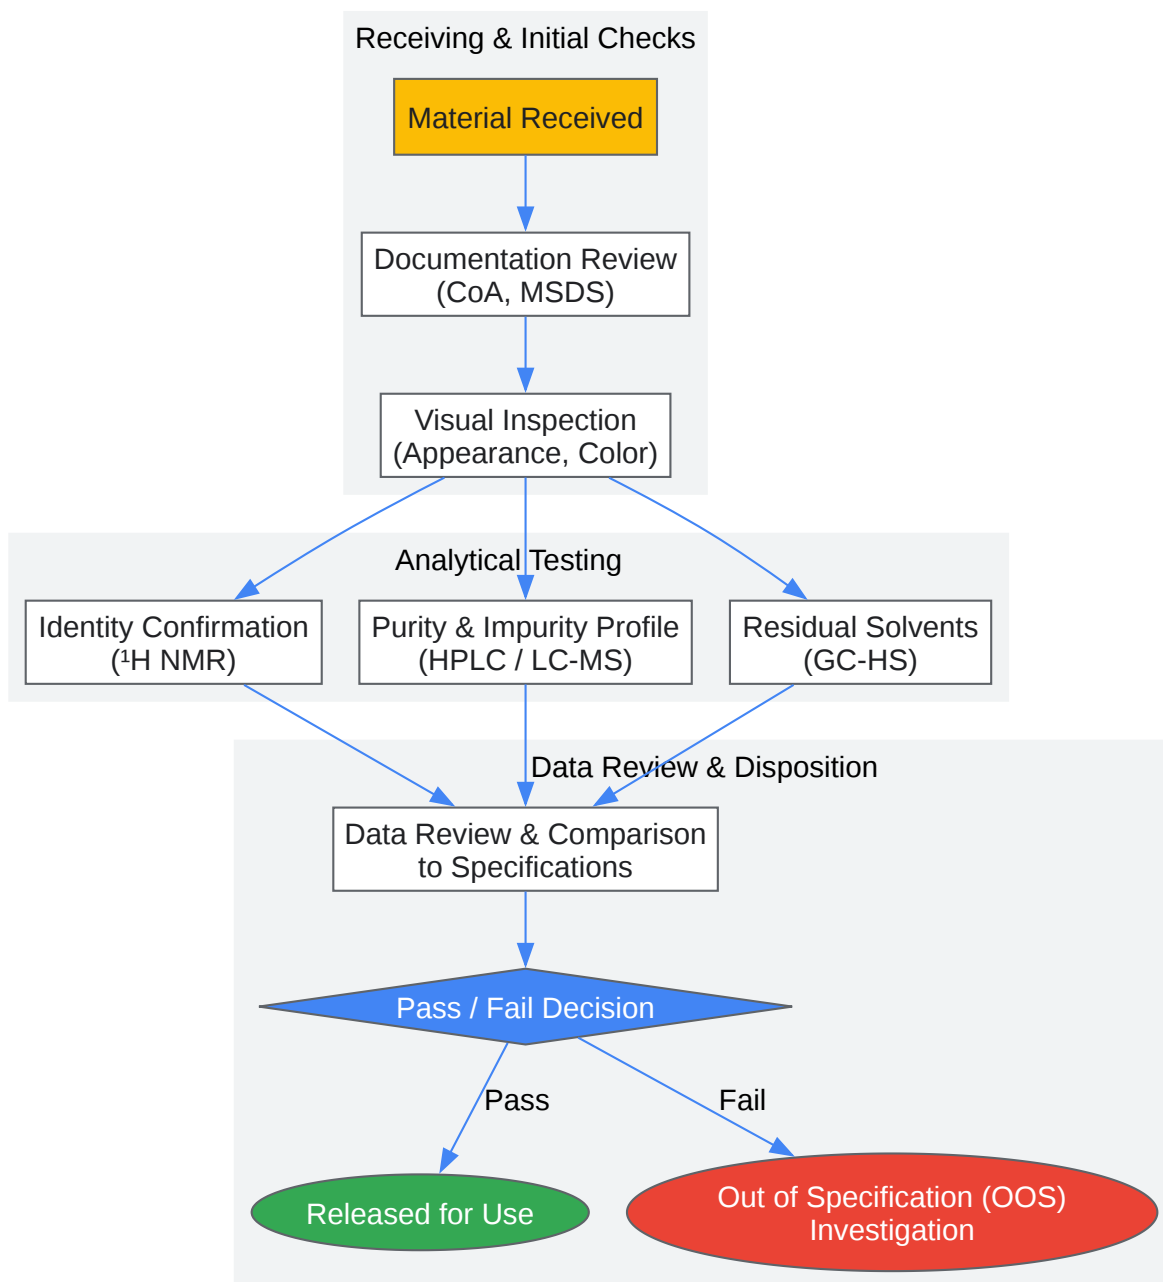 Receiving & Initial Checks
Material Received
Documentation Review
(CoA, MSDS)
Visual Inspection
(Appearance, Color)
Analytical Testing
Identity Confirmation
(¹H NMR)
Purity & Impurity Profile
(HPLC / LC-MS)
Residual Solvents
(GC-HS)
Data Review & Disposition
Data Review & Comparison
to Specifications
Pass / Fail Decision
Pass
Fail
Released for Use
Out of Specification (OOS)
Investigation